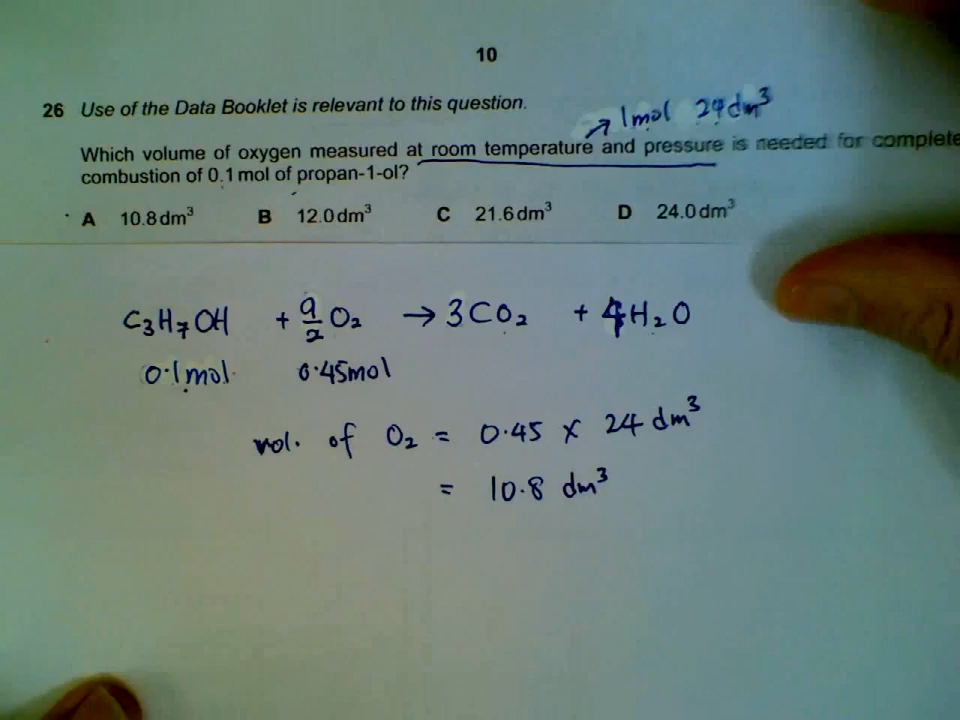 10
→ 1mol 24dm³
26 Use of the Data Booklet is relevant to this question.
Which volume of oxygen measured at room temperature and pressure is needed for complete
combustion of 0.1 mol of propan-1-ol?
A 10.8 dm³ B 12.0 dm³ C 21.6 dm³ D 24.0 dm³
C₃H₇OH + 9/2 O₂ → 3CO₂ + 4H₂O
0.1mol 0.45mol
vol. of O₂ = 0.45 × 24 dm³
= 10.8 dm³